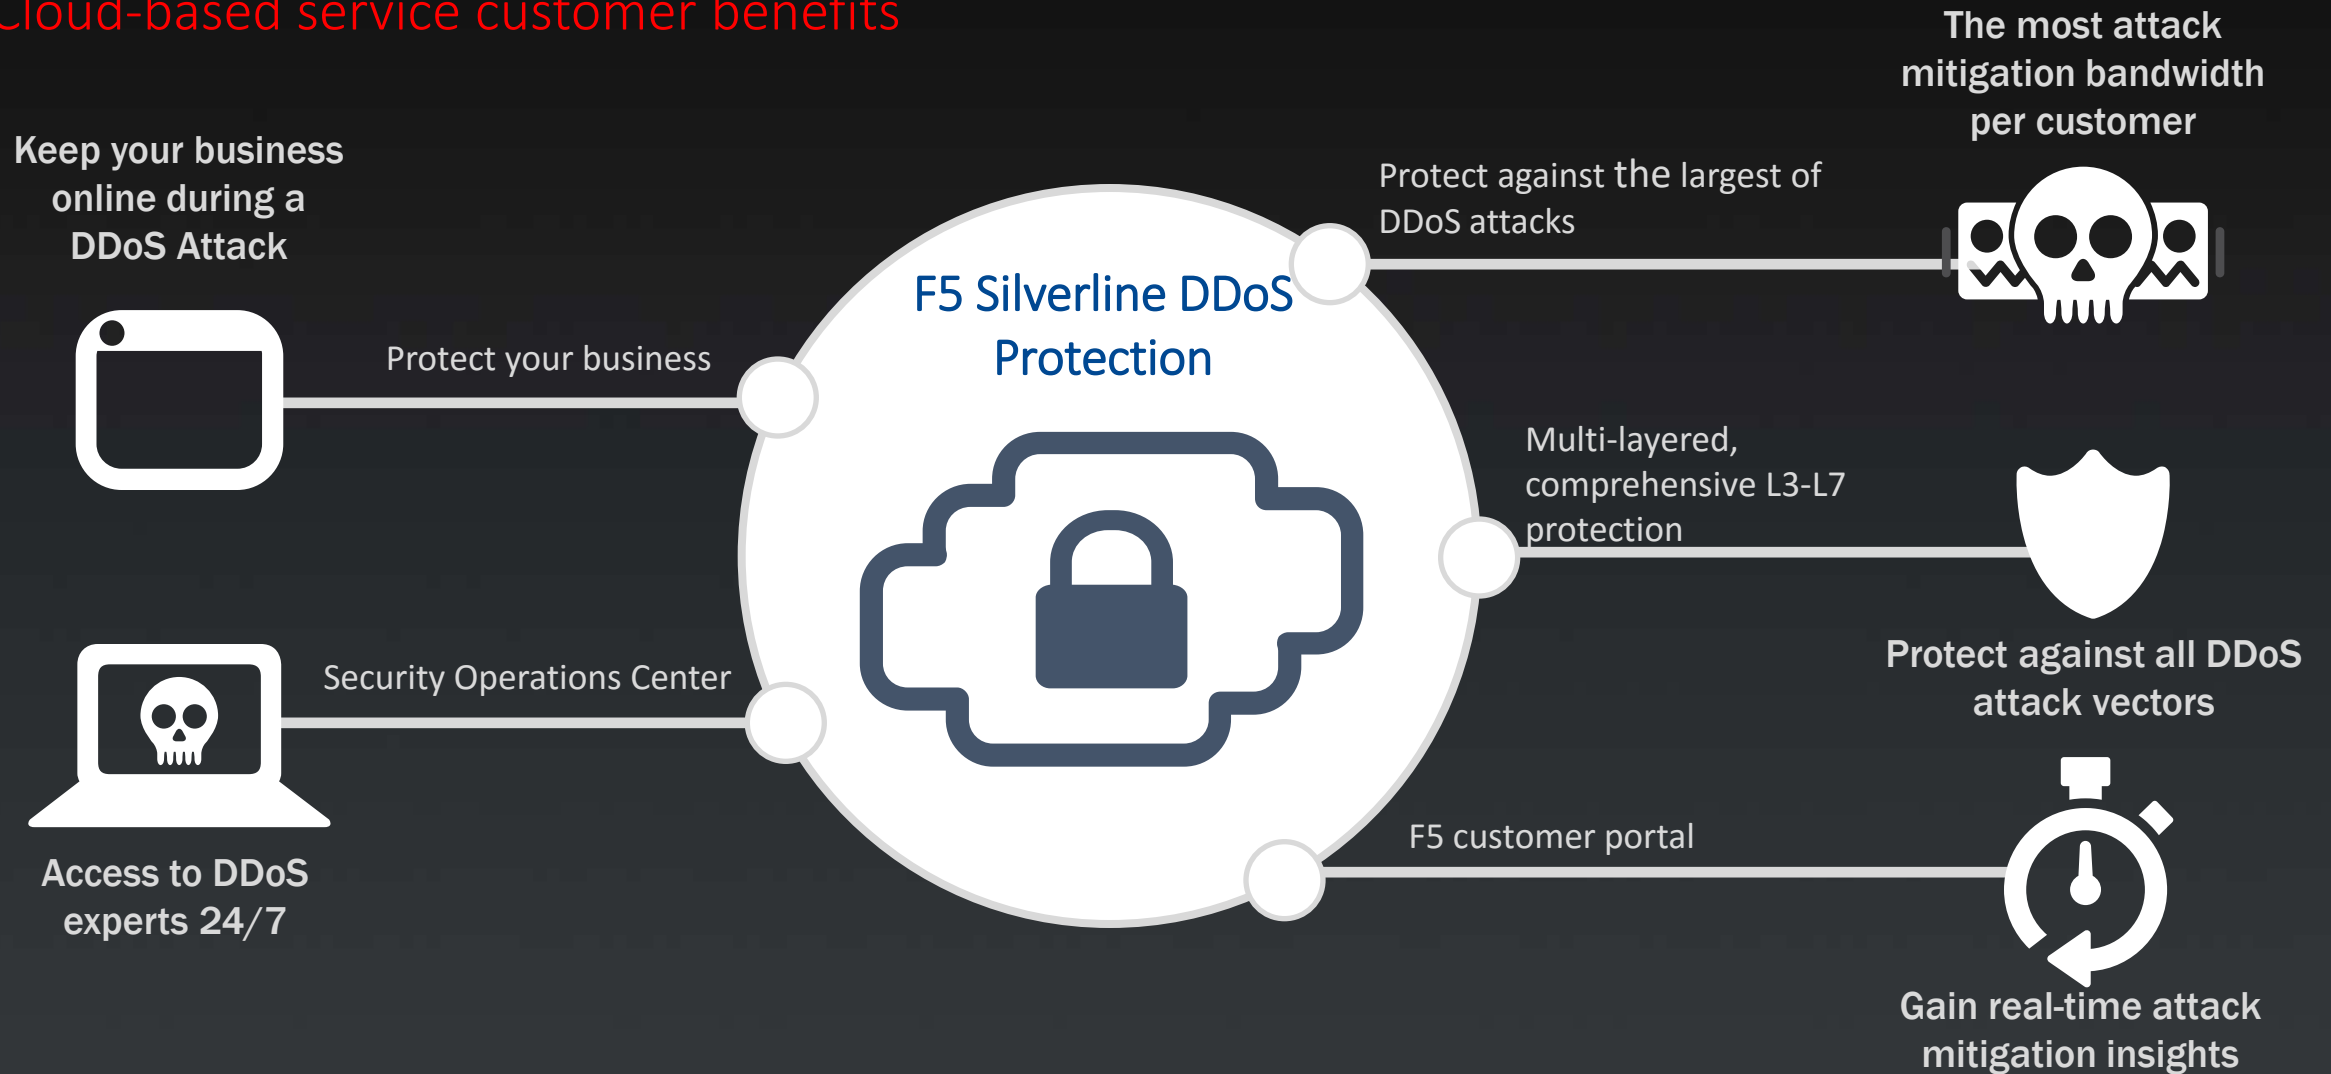 Cloud-based service customer benefits
Keep your business
online during a
DDoS Attack
Protect your business
Security Operations Center
Access to DDoS
experts 24/7
F5 Silverline DDoS
Protection
The most attack
mitigation bandwidth
per customer
Protect against the largest of
DDoS attacks
Multi-layered,
comprehensive L3-L7
protection
Protect against all DDoS
attack vectors
F5 customer portal
Gain real-time attack
mitigation insights